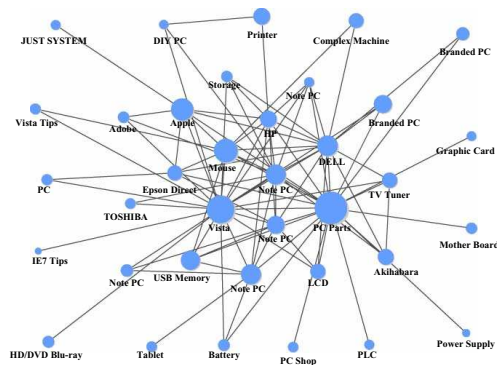 Printer
JUST SYSTEM
DIY PC
Complex Machine
Branded PC
Storage
Note PC
Vista Tips
Adobe
Apple
HP
Branded PC
Mouse
DELL
Graphic Card
PC
Epson Direct
Note PC
TV Tuner
TOSHIBA
Vista
Note PC
PC Parts
Mother Board
IE7 Tips
Note PC
USB Memory
Note PC
LCD
Akihabara
HD/DVD Blu-ray
Tablet
Battery
PC Shop
PLC
Power Supply